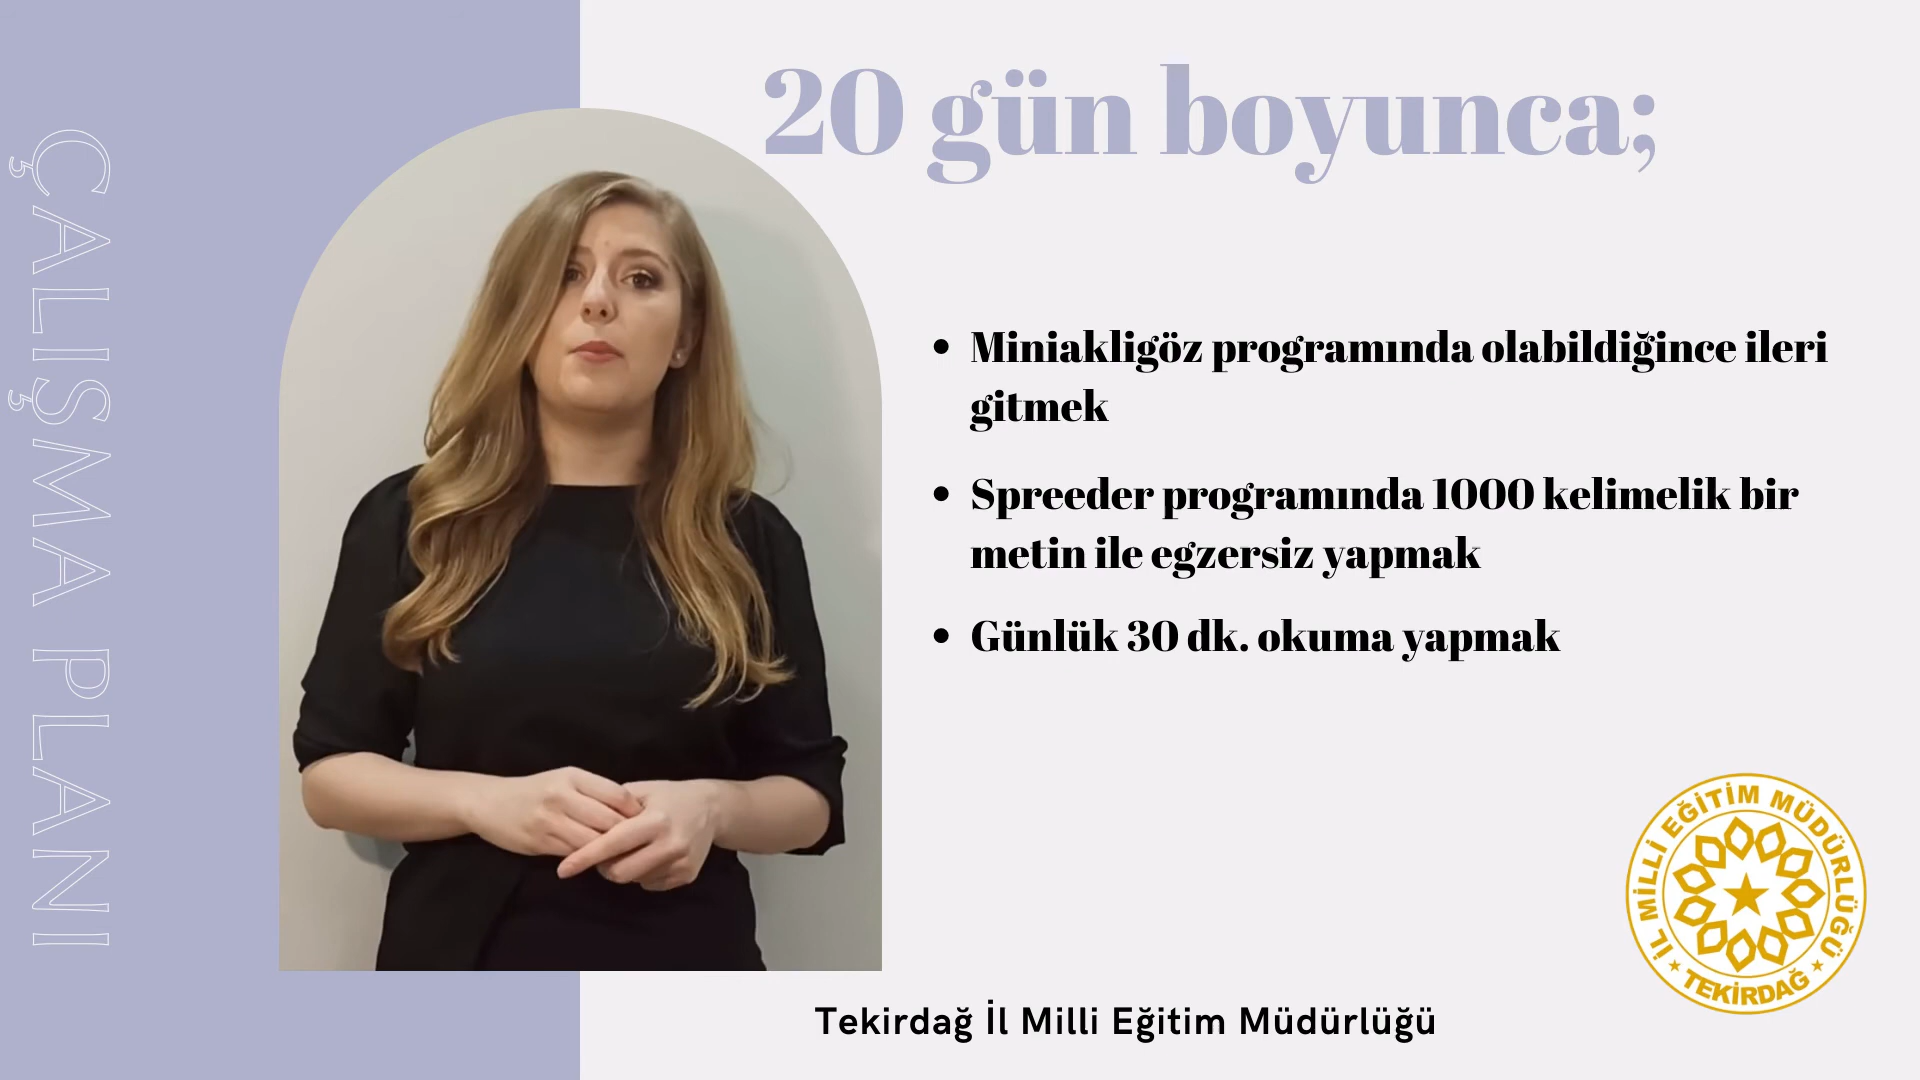 ÇALIŞMA PLANI
20 gün boyunca;
Miniakligöz programında olabildiğince ileri
gitmek
Spreeder programında 1000 kelimelik bir
metin ile egzersiz yapmak
Günlük 30 dk. okuma yapmak
İL MİLLİ EĞİTİM MÜDÜRLÜĞÜ
TEKİRDAĞ
Tekirdağ İl Milli Eğitim Müdürlüğü